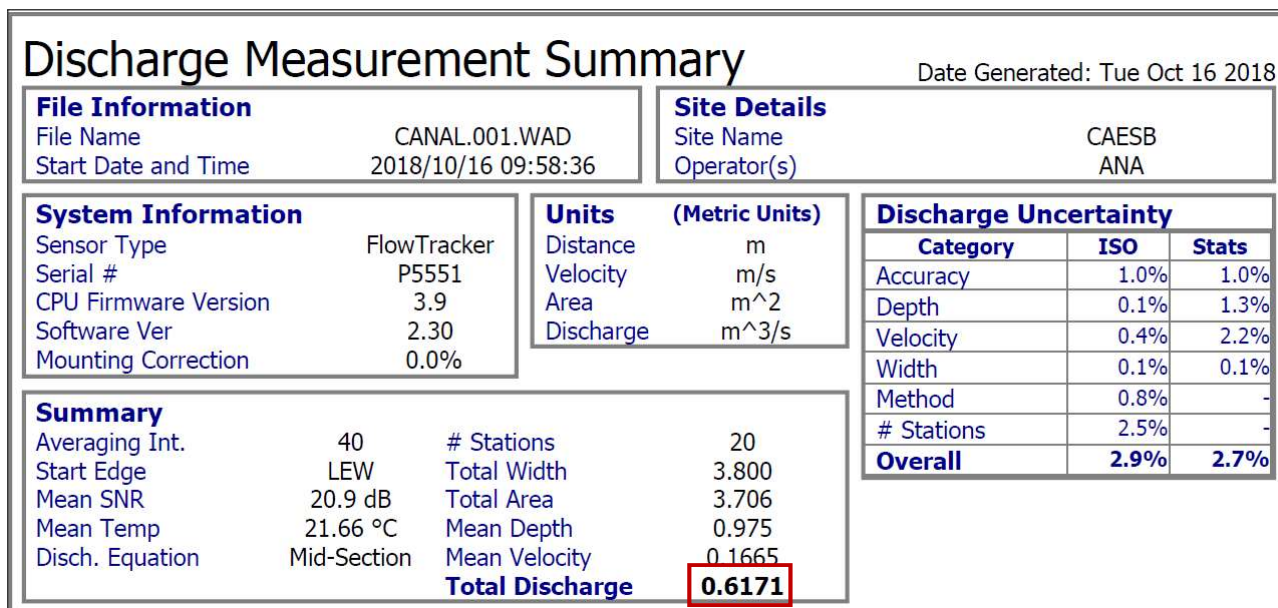 Discharge Measurement Summary
Date Generated: Tue Oct 16 2018
File Information
File Name CANAL.001.WAD
Start Date and Time 2018/10/16 09:58:36
Site Details
Site Name CAESB
Operator(s) ANA
System Information
Sensor Type FlowTracker
Serial # P5551
CPU Firmware Version 3.9
Software Ver 2.30
Mounting Correction 0.0%
Units (Metric Units)
Distance m
Velocity m/s
Area m^2
Discharge m^3/s
Discharge Uncertainty
Category ISO Stats
Accuracy 1.0% 1.0%
Depth 0.1% 1.3%
Velocity 0.4% 2.2%
Width 0.1% 0.1%
Method 0.8% -
# Stations 2.5% -
Overall 2.9% 2.7%
Summary
Averaging Int. 40 # Stations 20
Start Edge LEW Total Width 3.800
Mean SNR 20.9 dB Total Area 3.706
Mean Temp 21.66 °C Mean Depth 0.975
Disch. Equation Mid-Section Mean Velocity 0.1665
Total Discharge 0.6171